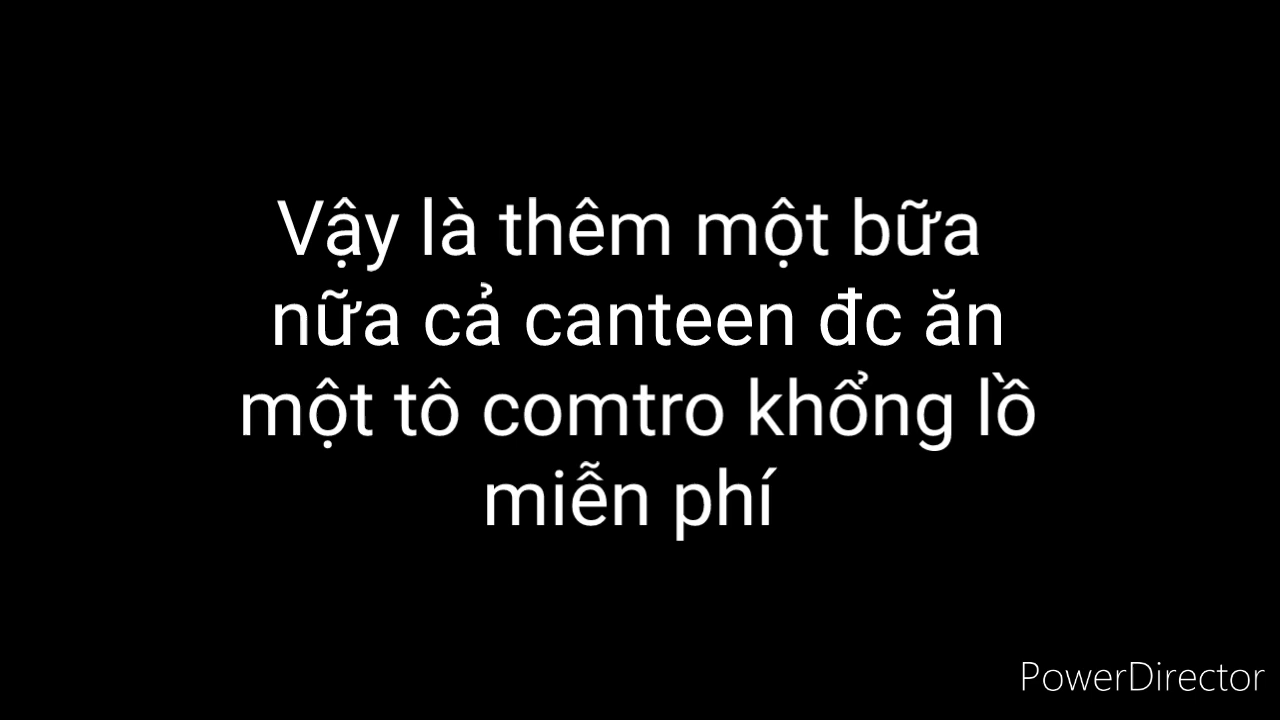 Vậy là thêm một bữa
nữa cả canteen đc ăn
một tô comtro khổng lồ
miễn phí
PowerDirector